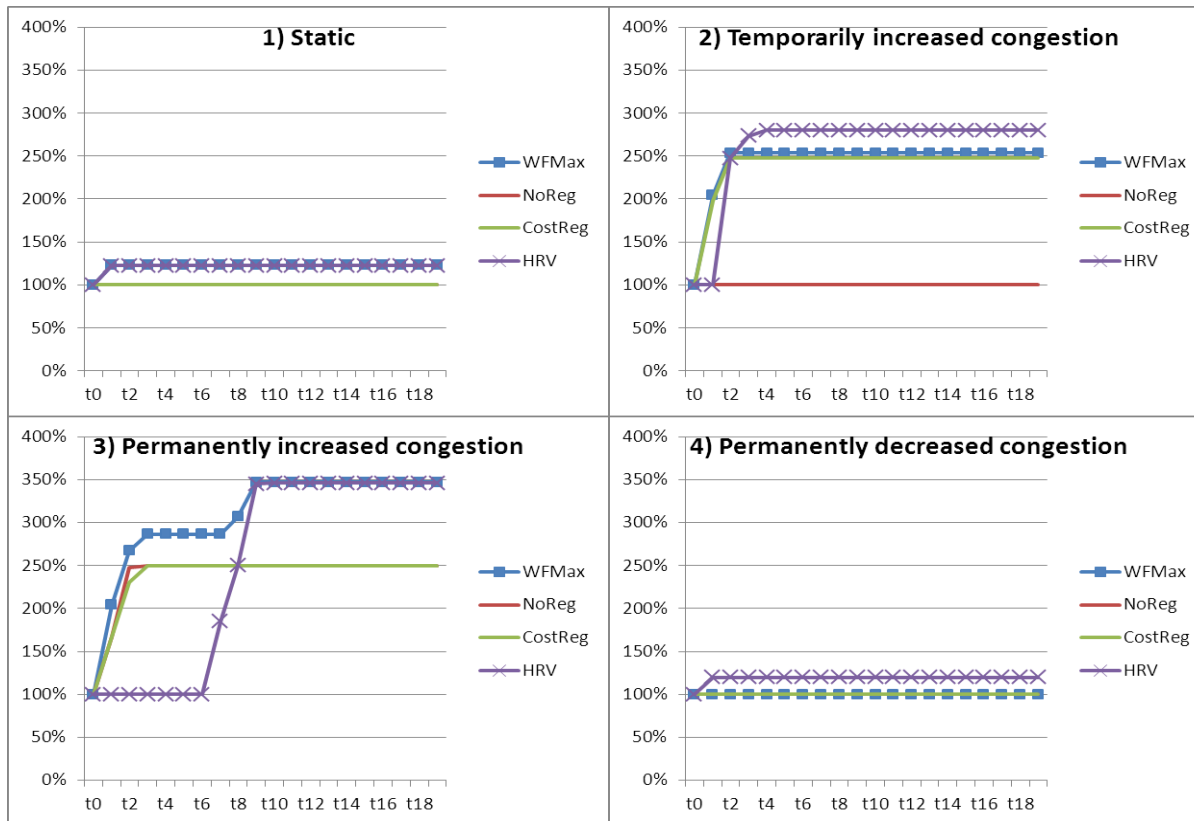 1) Static
400%
350%
300%
250%
200%
150%
100%
50%
0%
t0 t2 t4 t6 t8 t10 t12 t14 t16 t18
WFMax
NoReg
CostReg
HRV
2) Temporarily increased congestion
400%
350%
300%
250%
200%
150%
100%
50%
0%
t0 t2 t4 t6 t8 t10 t12 t14 t16 t18
WFMax
NoReg
CostReg
HRV
3) Permanently increased congestion
400%
350%
300%
250%
200%
150%
100%
50%
0%
t0 t2 t4 t6 t8 t10 t12 t14 t16 t18
WFMax
NoReg
CostReg
HRV
4) Permanently decreased congestion
400%
350%
300%
250%
200%
150%
100%
50%
0%
t0 t2 t4 t6 t8 t10 t12 t14 t16 t18
WFMax
NoReg
CostReg
HRV